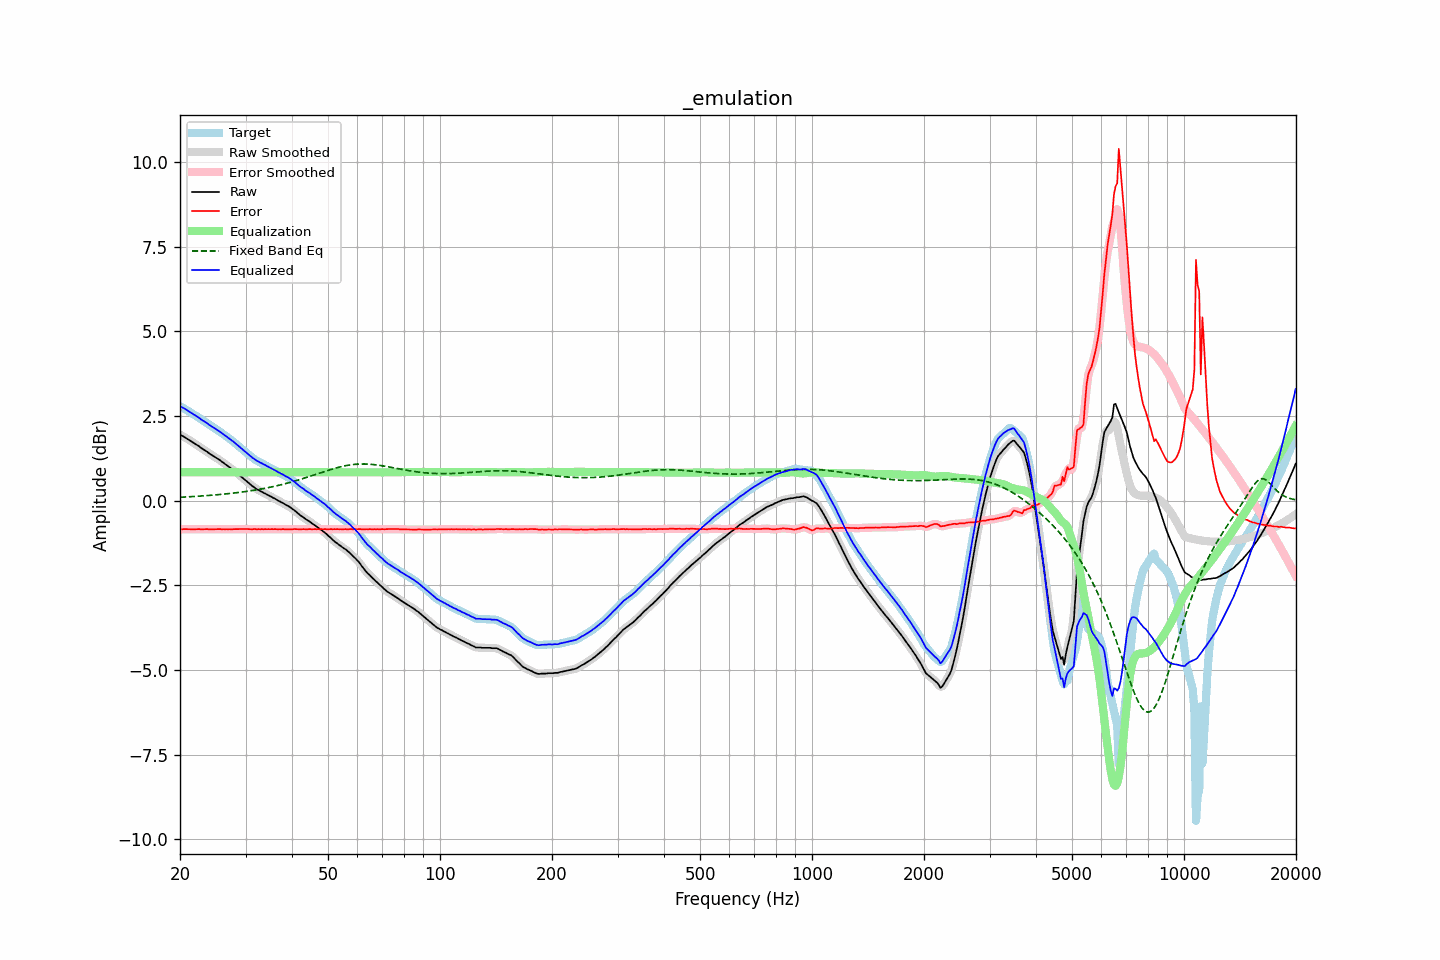 _emulation
Target
Raw Smoothed
Error Smoothed
Raw
Error
Equalization
Fixed Band Eq
Equalized
Amplitude (dBr)
10.0
7.5
5.0
2.5
0.0
−2.5
−5.0
−7.5
−10.0
20 50 100 200 500 1000 2000 5000 10000 20000
Frequency (Hz)